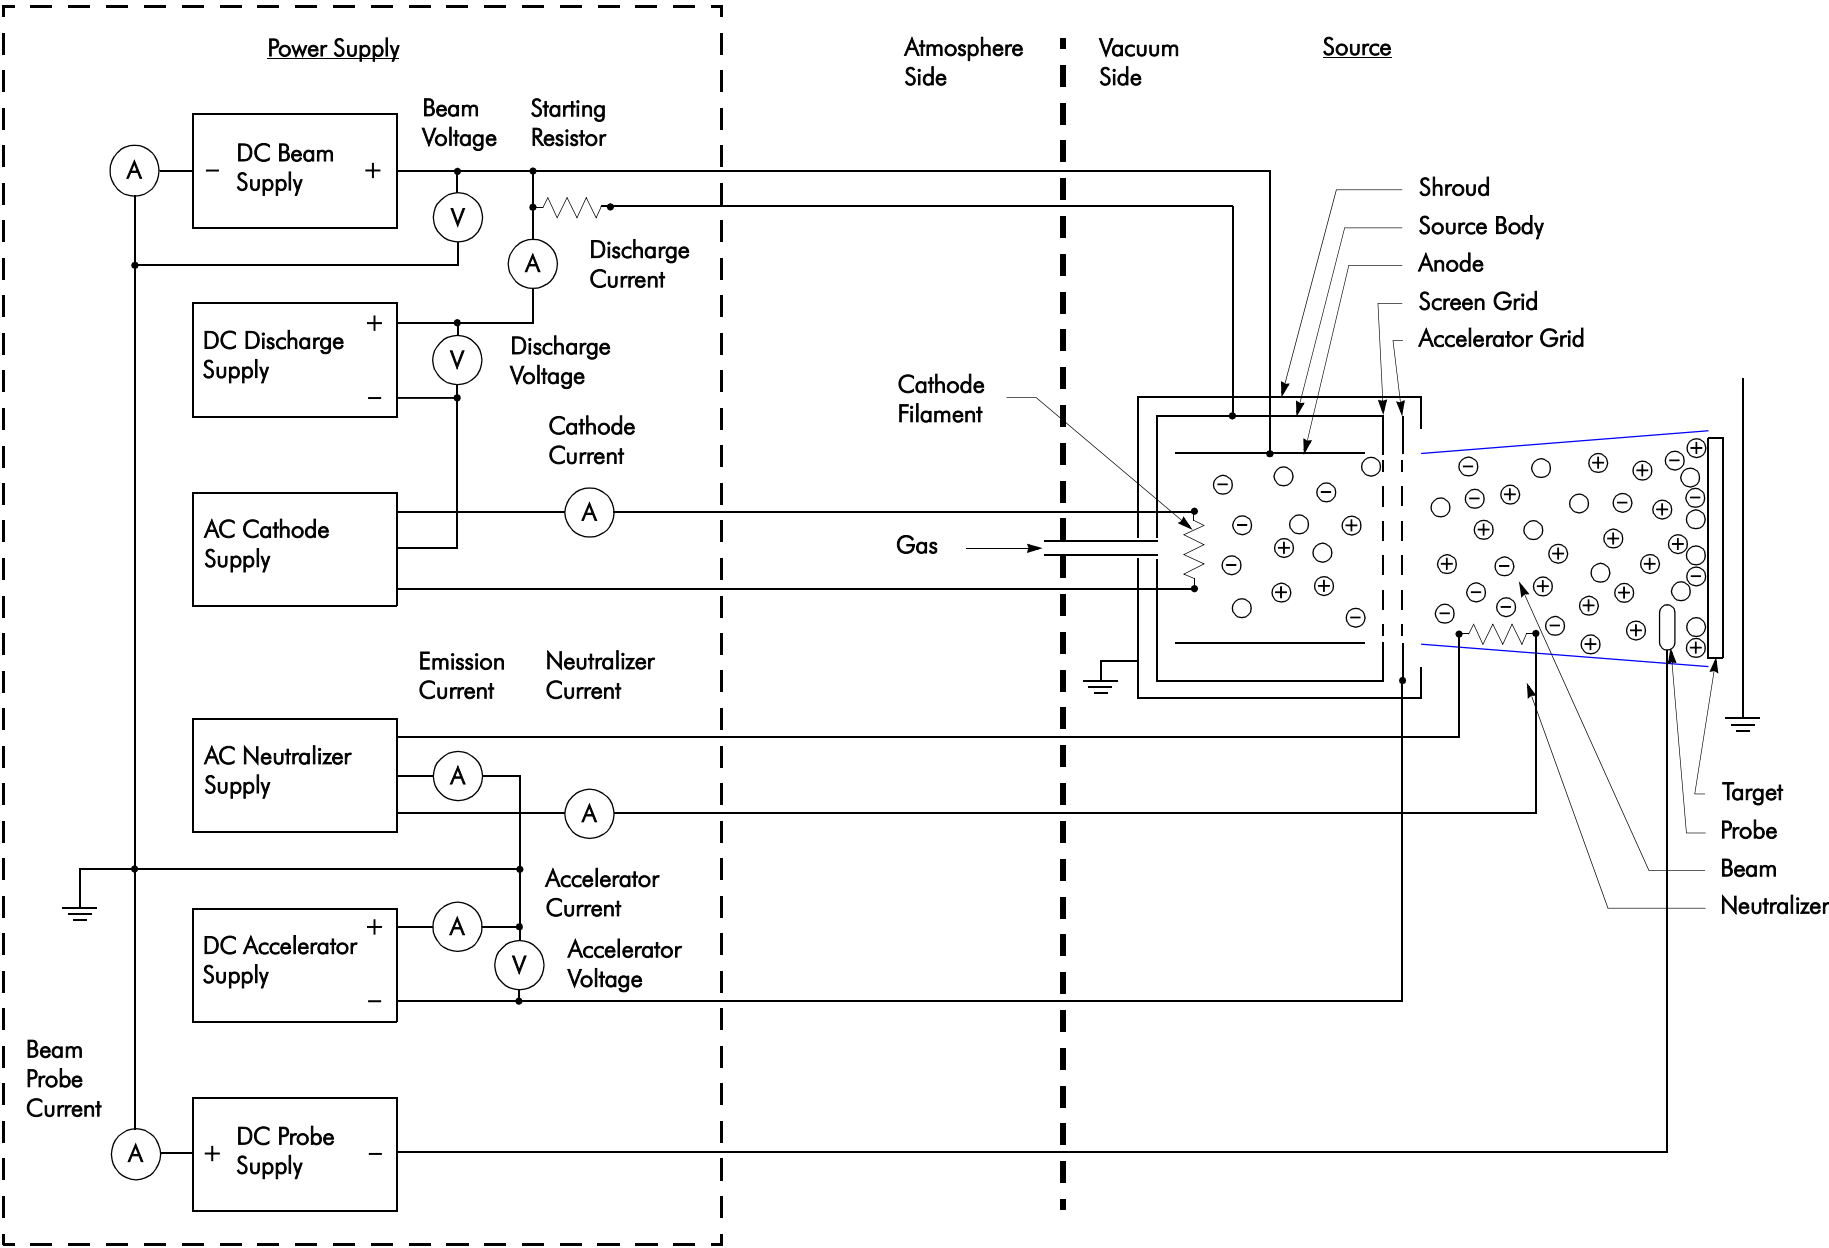 Power Supply
Atmosphere
Side
Vacuum
Side
Source
Beam
Voltage
Starting
Resistor
A
− DC Beam +
Supply
V
Shroud
Source Body
Anode
Screen Grid
Accelerator Grid
A
Discharge
Current
+
DC Discharge
Supply
−
V
Discharge
Voltage
Cathode
Filament
Cathode
Current
AC Cathode
Supply
A
Gas
Emission
Current
Neutralizer
Current
AC Neutralizer
Supply
A
A
Target
Probe
Beam
Neutralizer
Accelerator
Current
+
DC Accelerator
Supply
−
A
V
Accelerator
Voltage
Beam
Probe
Current
A
+ DC Probe −
Supply